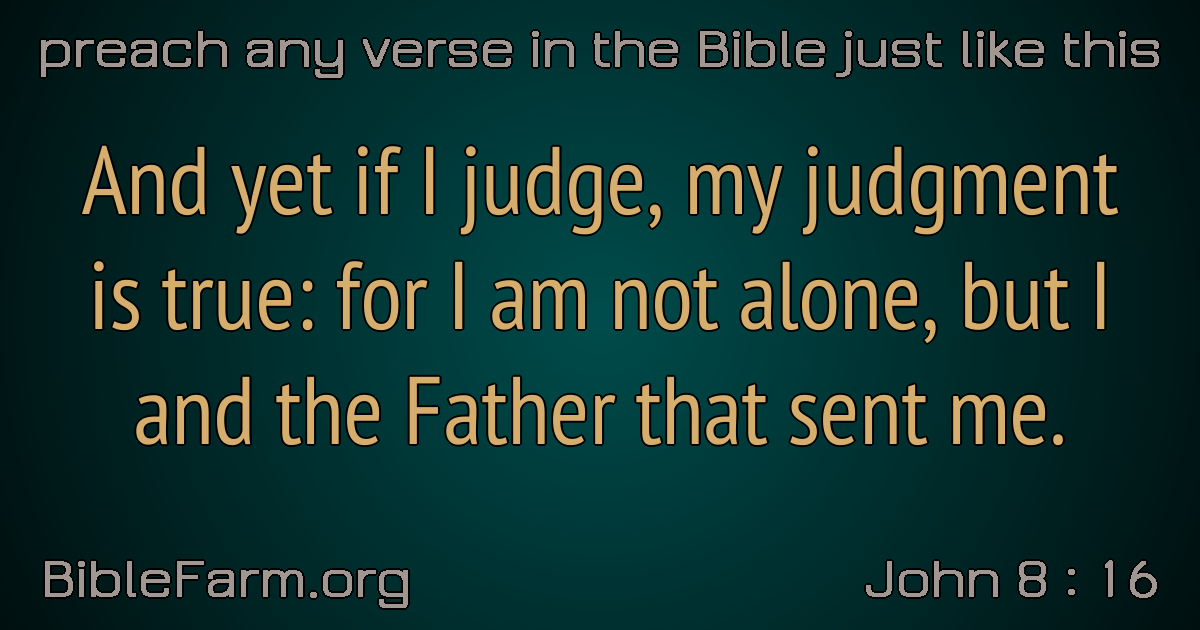 preach any verse in the Bible just like this
And yet if I judge, my judgment
is true: for I am not alone, but I
and the Father that sent me.
BibleFarm.org
John 8 : 16